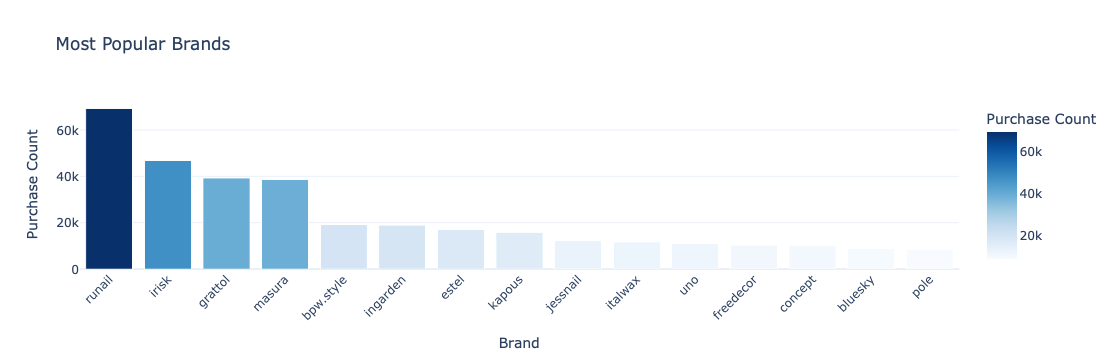 Most Popular Brands
Purchase Count
60k
40k
20k
0
runail
irisk
grattol
masura
bpw.style
ingarden
estel
kapous
jessnail
italwax
uno
freedecor
concept
bluesky
pole
Brand
Purchase Count
60k
40k
20k